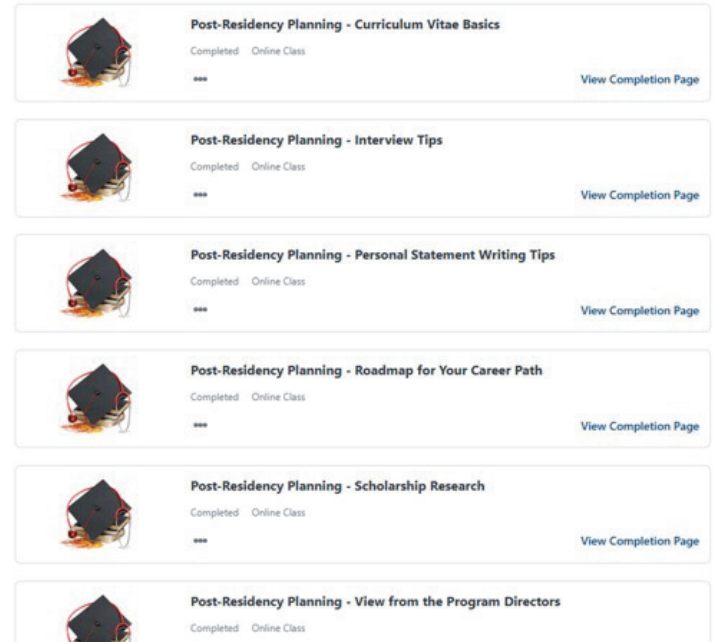 Post-Residency Planning - Curriculum Vitae Basics
Completed Online Class
View Completion Page
Post-Residency Planning - Interview Tips
Completed Online Class
View Completion Page
Post-Residency Planning - Personal Statement Writing Tips
Completed Online Class
View Completion Page
Post-Residency Planning - Roadmap for Your Career Path
Completed Online Class
View Completion Page
Post-Residency Planning - Scholarship Research
Completed Online Class
View Completion Page
Post-Residency Planning - View from the Program Directors
Completed Online Class